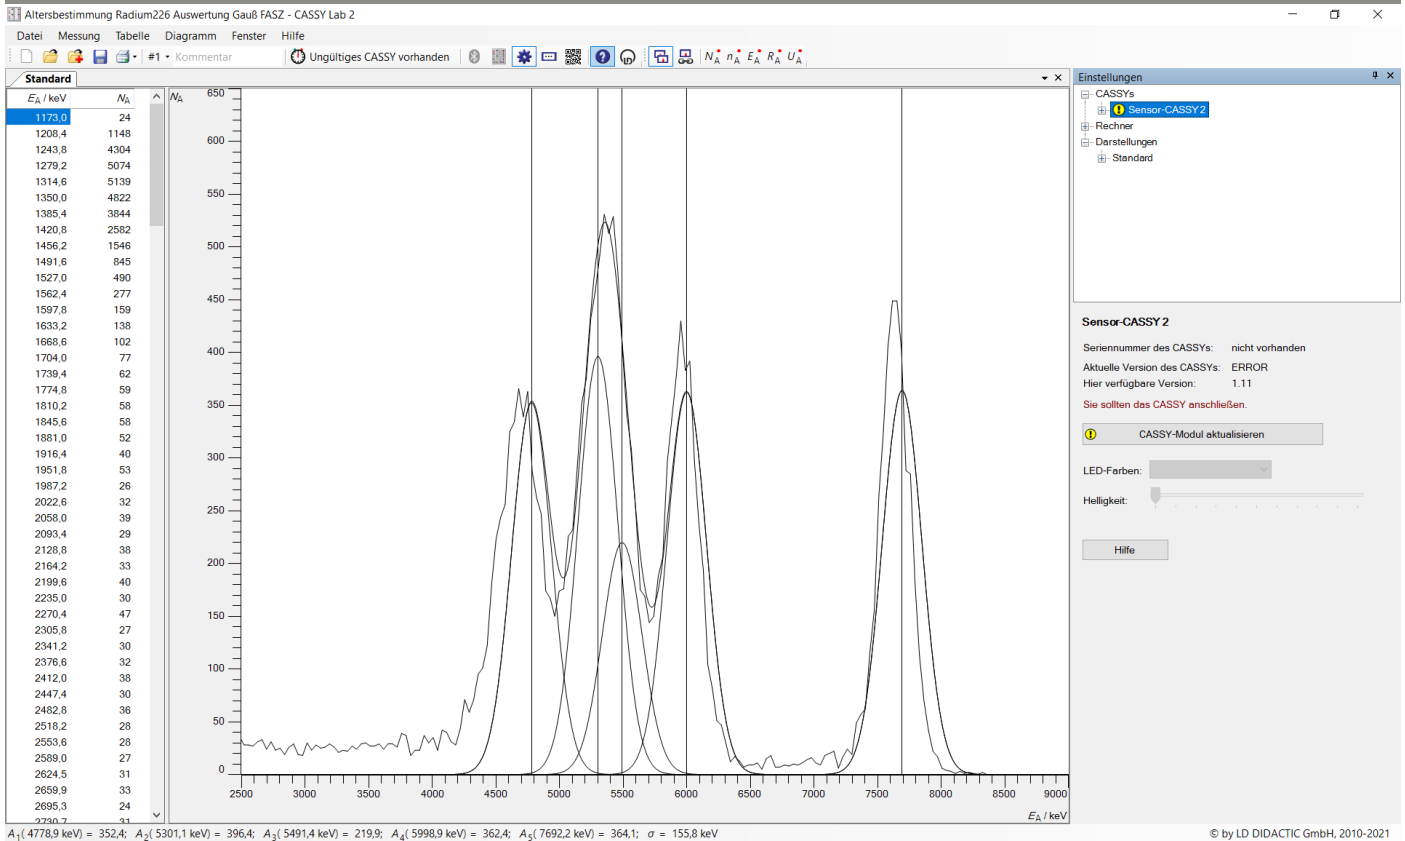 Altersbestimmung Radium226 Auswertung Gauß FASZ - CASSY Lab 2
Datei Messung Tabelle Diagramm Fenster Hilfe
#1 Kommentar Ungültiges CASSY vorhanden N_A n_A E_A R_A U_A
Standard
E_A / keV N_A
1173,0 24
1208,4 1148
1243,8 4304
1279,2 5074
1314,6 5139
1350,0 4822
1385,4 3844
1420,8 2582
1456,2 1546
1491,6 845
1527,0 490
1562,4 277
1597,8 159
1633,2 138
1668,6 102
1704,0 77
1739,4 62
1774,8 59
1810,2 58
1845,6 58
1881,0 52
1916,4 40
1951,8 53
1987,2 26
2022,6 32
2058,0 39
2093,4 29
2128,8 38
2164,2 33
2199,6 40
2235,0 30
2270,4 47
2305,8 27
2341,2 30
2376,6 32
2412,0 38
2447,4 30
2482,8 36
2518,2 28
2553,6 28
2589,0 27
2624,5 31
2659,9 33
2695,3 24
2730,7 31
N_A
650
600
550
500
450
400
350
300
250
200
150
100
50
0
2500 3000 3500 4000 4500 5000 5500 6000 6500 7000 7500 8000 8500 9000
E_A / keV
Einstellungen
CASSYs
Sensor-CASSY 2
Rechner
Darstellungen
Standard
Sensor-CASSY 2
Seriennummer des CASSYs: nicht vorhanden
Aktuelle Version des CASSYs: ERROR
Hier verfügbare Version: 1.11
Sie sollten das CASSY anschließen.
CASSY-Modul aktualisieren
LED-Farben:
Helligkeit:
Hilfe
A₁( 4778,9 keV) = 352,4; A₂( 5301,1 keV) = 396,4; A₃( 5491,4 keV) = 219,9; A₄( 5998,9 keV) = 362,4; A₅( 7692,2 keV) = 364,1; σ = 155,8 keV
© by LD DIDACTIC GmbH, 2010-2021